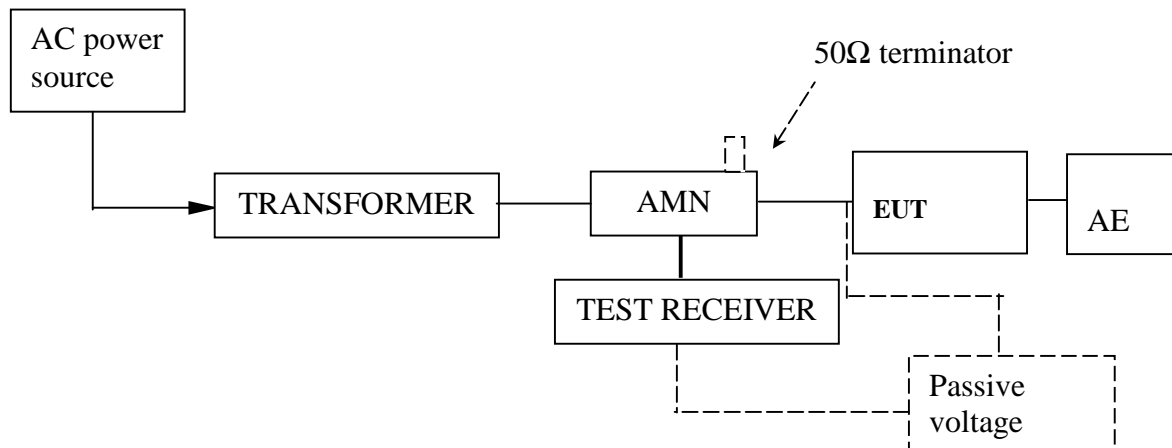 AC power
source
50Ω terminator
TRANSFORMER
AMN
EUT
AE
TEST RECEIVER
Passive
voltage